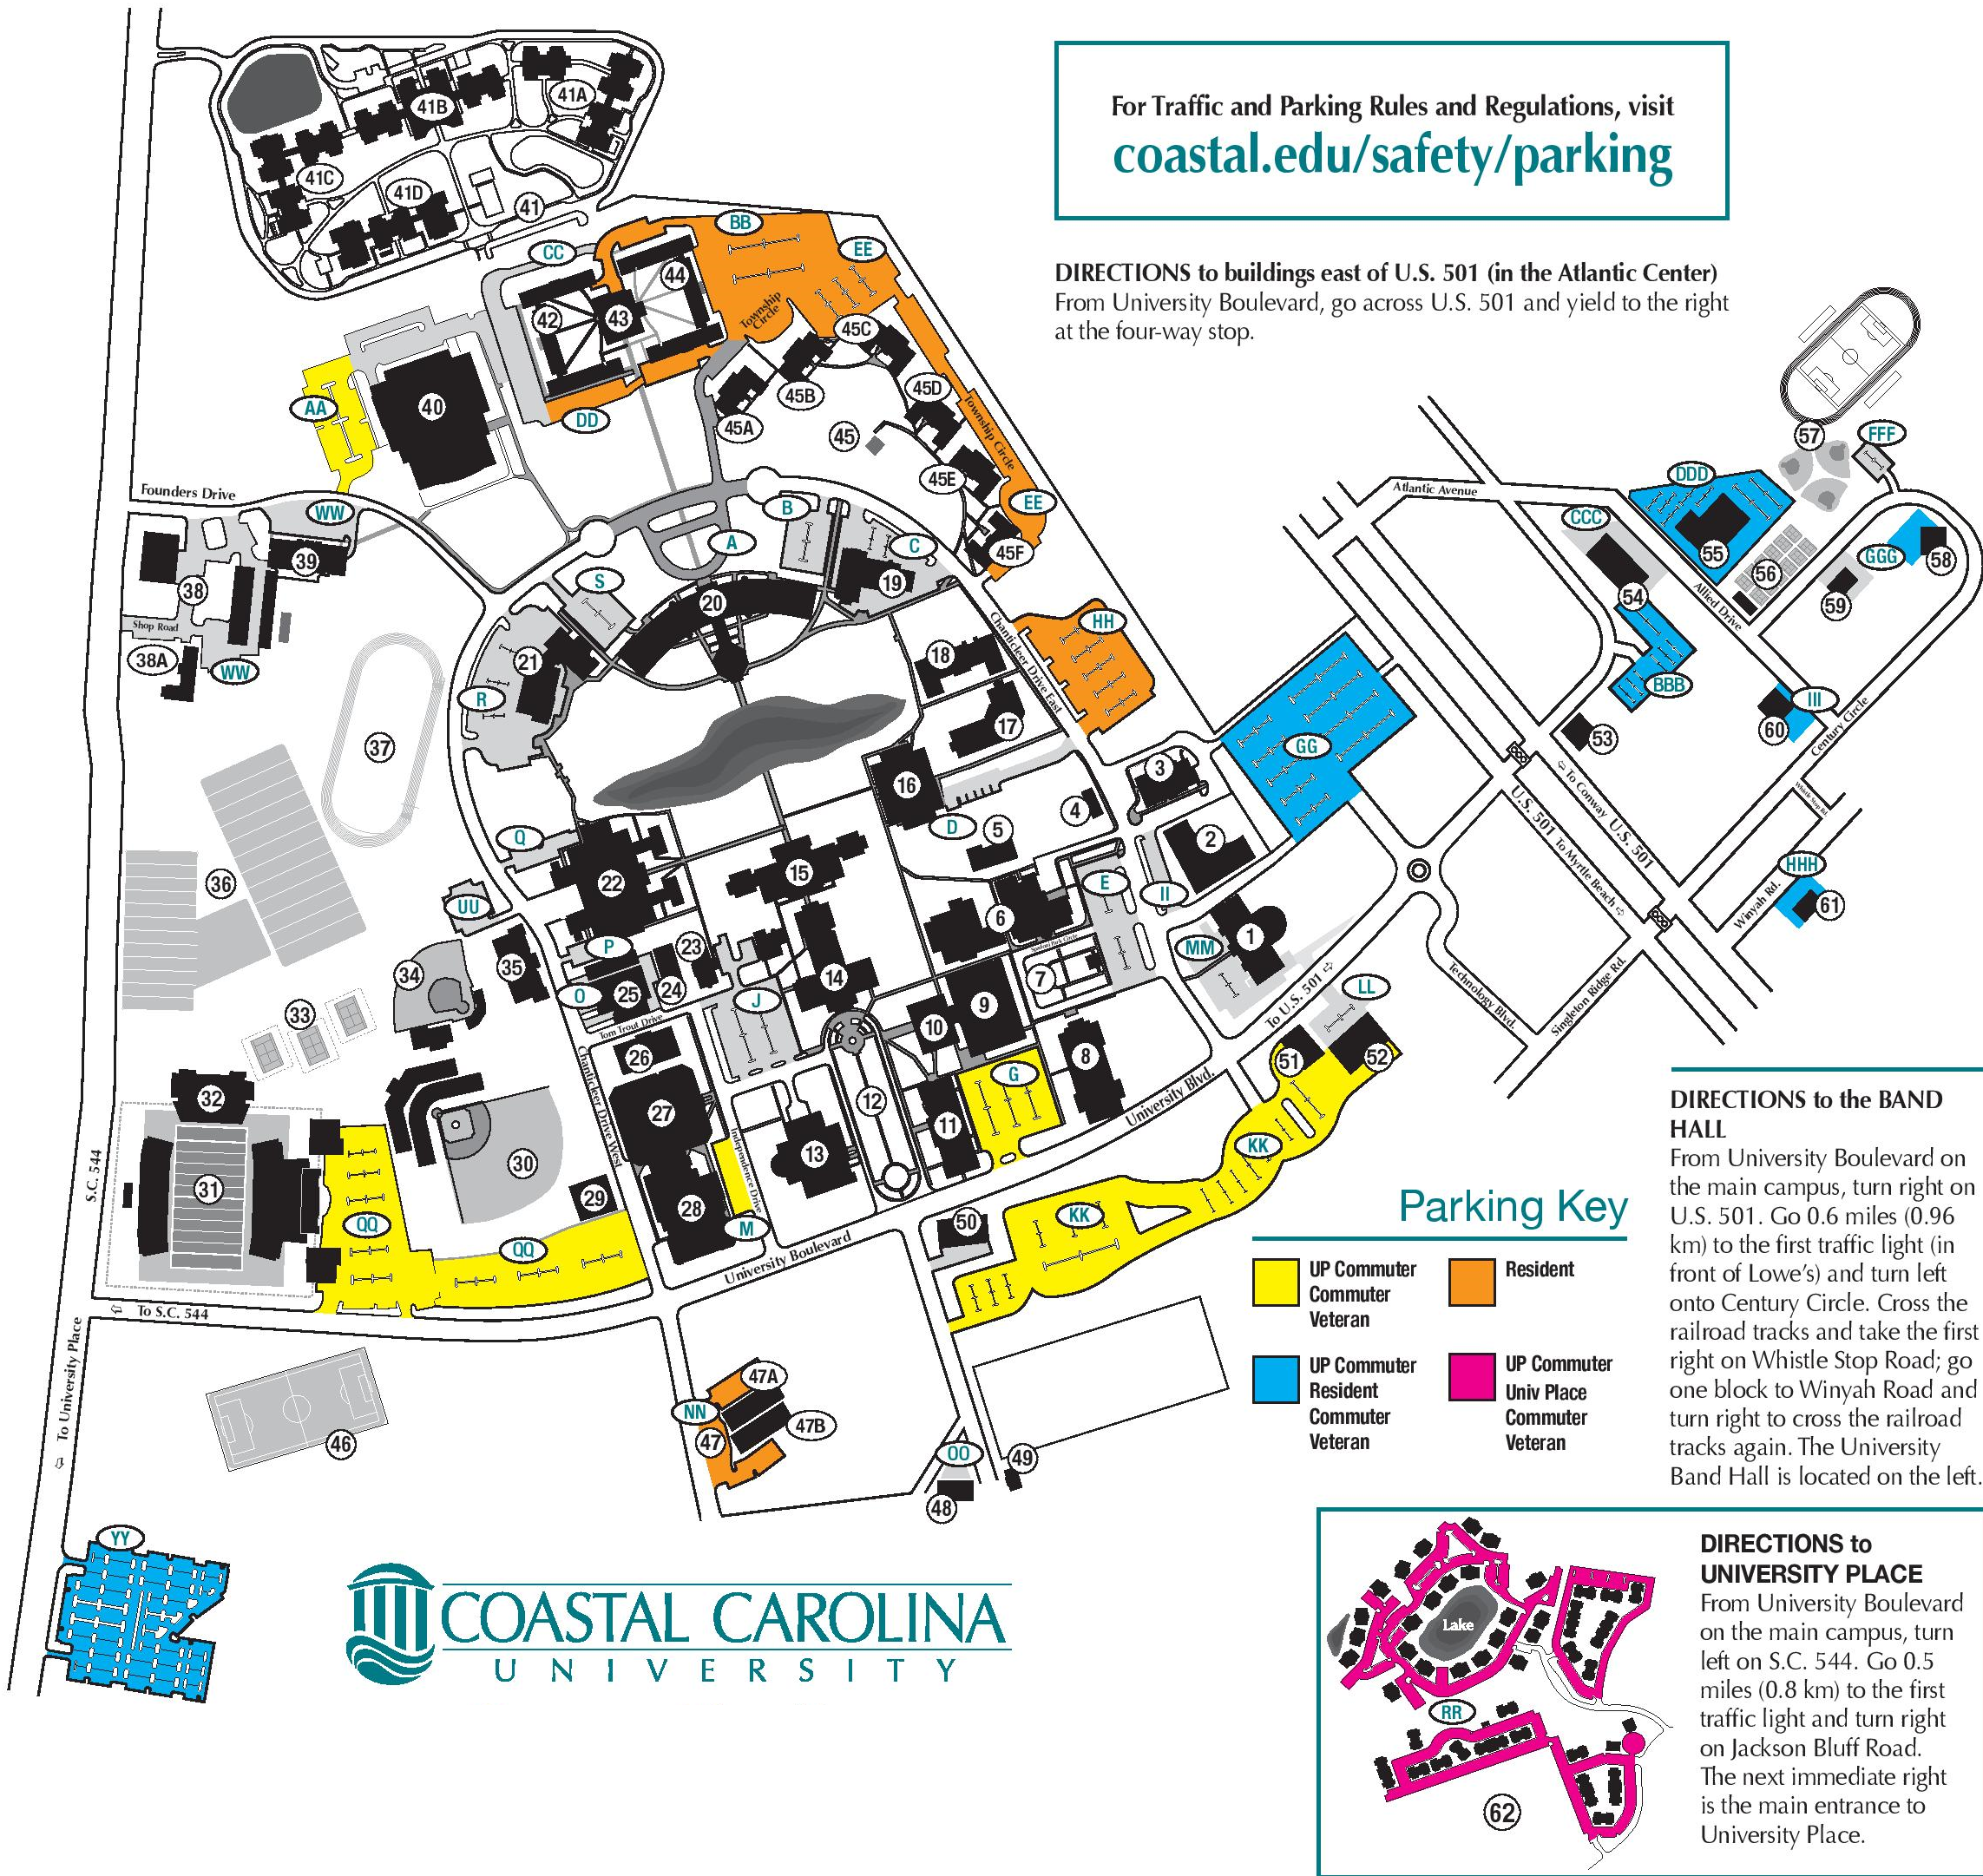 For Traffic and Parking Rules and Regulations, visit
coastal.edu/safety/parking
DIRECTIONS to buildings east of U.S. 501 (in the Atlantic Center)
From University Boulevard, go across U.S. 501 and yield to the right
at the four-way stop.
41B
41A
41C
41D
41
BB
CC
EE
44
42
43
Township
Circle
45C
45B
45D
AA
40
DD
45A
45
Township Circle
45E
EE
45F
57
FFF
DDD
Atlantic Avenue
CCC
55
56
GGG
58
59
54
Allied Drive
BBB
III
60
53
Century Circle
Founders Drive
WW
39
38
Shop Road
38A
WW
B
A
C
S
20
19
21
R
18
Chanticleer Drive East
HH
17
37
GG
16
3
4
D
5
2
To Conway
U.S. 501
U.S. 501
To Myrtle Beach
Whistle Stop Rd.
HHH
Winyah Rd.
61
Q
22
15
36
UU
E
II
6
Spadoni Park Circle
P
23
1
MM
34
35
7
O
25
24
J
14
9
LL
To U.S. 501
Technology Blvd.
Singleton Ridge Rd.
33
Tom Trout Drive
10
26
8
51
52
G
32
Chanticleer Drive West
27
12
11
University Blvd.
KK
30
Independence Drive
13
31
S.C. 544
29
28
M
50
KK
QQ
QQ
University Boulevard
To S.C. 544
To University Place
47A
NN
47
47B
46
OO
49
48
YY
Parking Key
UP Commuter
Commuter
Veteran
Resident
UP Commuter
Resident
Commuter
Veteran
UP Commuter
Univ Place
Commuter
Veteran
DIRECTIONS to the BAND
HALL
From University Boulevard on
the main campus, turn right on
U.S. 501. Go 0.6 miles (0.96
km) to the first traffic light (in
front of Lowe's) and turn left
onto Century Circle. Cross the
railroad tracks and take the first
right on Whistle Stop Road; go
one block to Winyah Road and
turn right to cross the railroad
tracks again. The University
Band Hall is located on the left.
COASTAL CAROLINA
UNIVERSITY
Lake
RR
62
DIRECTIONS to
UNIVERSITY PLACE
From University Boulevard
on the main campus, turn
left on S.C. 544. Go 0.5
miles (0.8 km) to the first
traffic light and turn right
on Jackson Bluff Road.
The next immediate right
is the main entrance to
University Place.